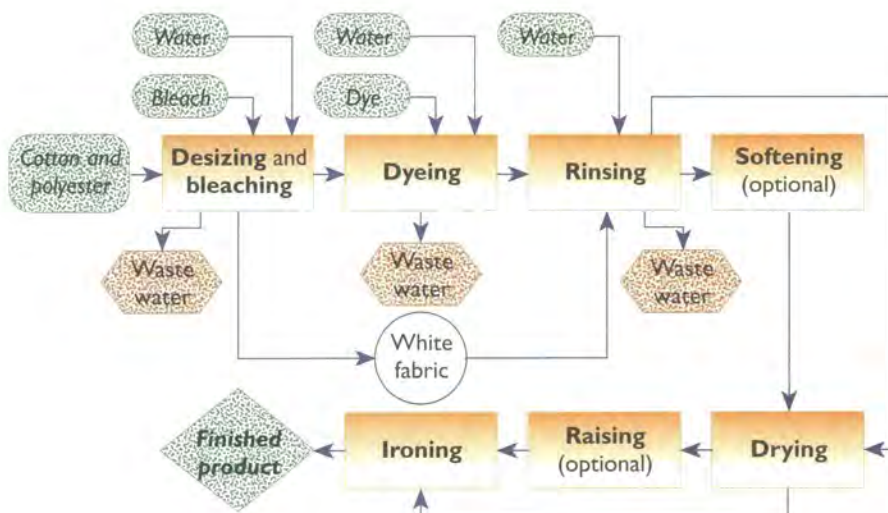 Water
Water
Water
Bleach
Dye
Cotton and
polyester
Desizing and
bleaching
Dyeing
Rinsing
Softening
(optional)
Waste
water
Waste
water
Waste
water
White
fabric
Finished
product
Ironing
Raising
(optional)
Drying